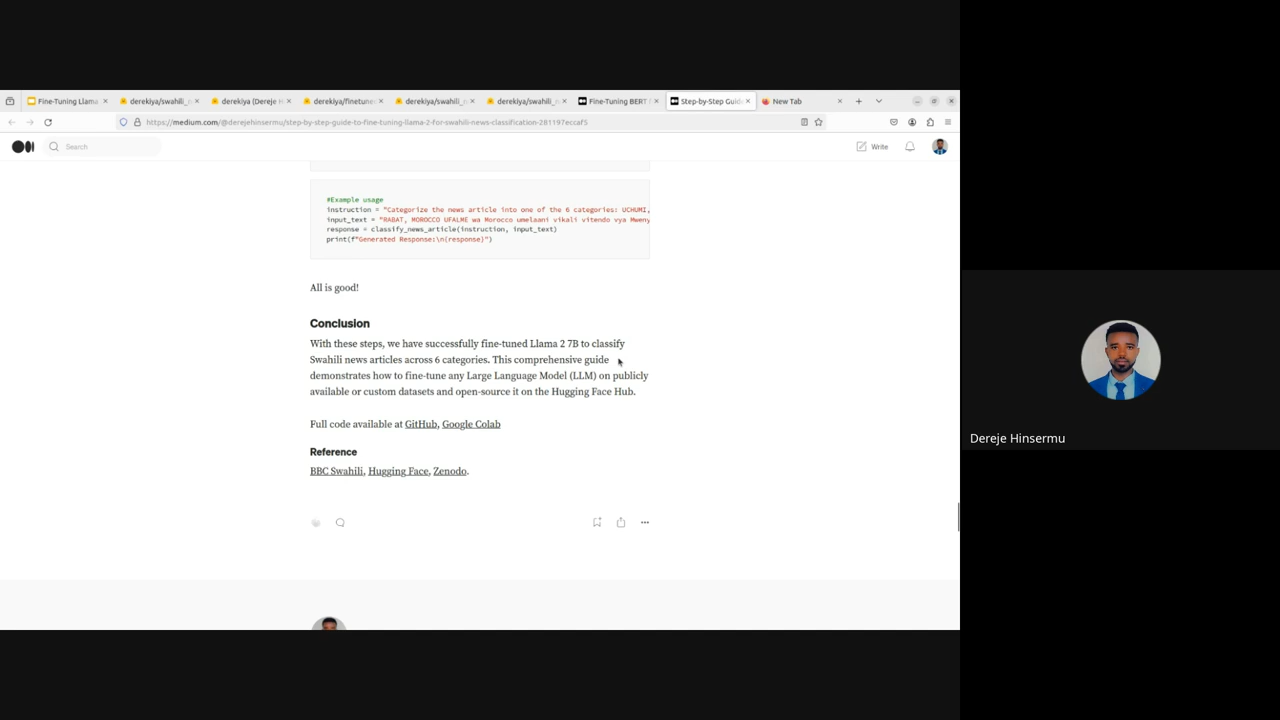 Fine-Tuning Llama
derekiya/swahili_n
derekiya (Dereje H
derekiya/finetune
derekiya/swahili_n
derekiya/swahili_n
Fine-Tuning BERT
Step-by-Step Guide
New Tab
https://medium.com/@derejehinsermu/step-by-step-guide-to-fine-tuning-llama-2-for-swahili-news-classification-281197eccaf5
Search
Write
#Example usage
instruction = "Categorize the news article into one of the 6 categories: UCHUMI,
input_text = "RABAT, MOROCCO UFALME wa Morocco umelaani vikali vitendo vya Mweny
response = classify_news_article(instruction, input_text)
print(f"Generated Response:\n{response}")
All is good!
Conclusion
With these steps, we have successfully fine-tuned Llama 2 7B to classify
Swahili news articles across 6 categories. This comprehensive guide
demonstrates how to fine-tune any Large Language Model (LLM) on publicly
available or custom datasets and open-source it on the Hugging Face Hub.
Full code available at GitHub, Google Colab
Reference
BBC Swahili, Hugging Face, Zenodo.
Dereje Hinsermu